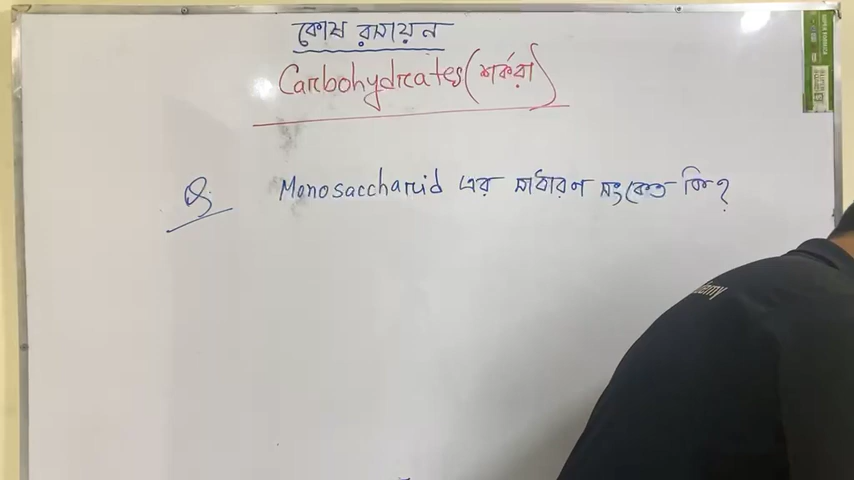 কোষ রসায়ন
Carbohydrates (শর্করা)
Q. Monosaccharid এর সাধারণ সংকেত কি?